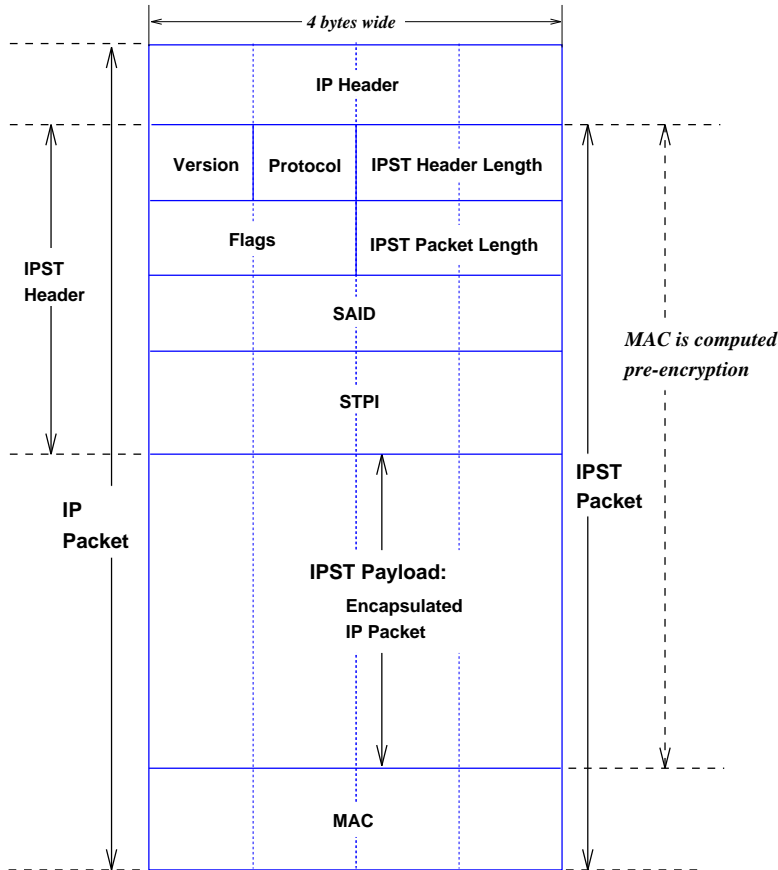 4 bytes wide
IP Header
Version
Protocol
IPST Header Length
Flags
IPST Packet Length
IPST
Header
SAID
MAC is computed
pre-encryption
STPI
IP
Packet
IPST
Packet
IPST Payload:
Encapsulated
IP Packet
MAC